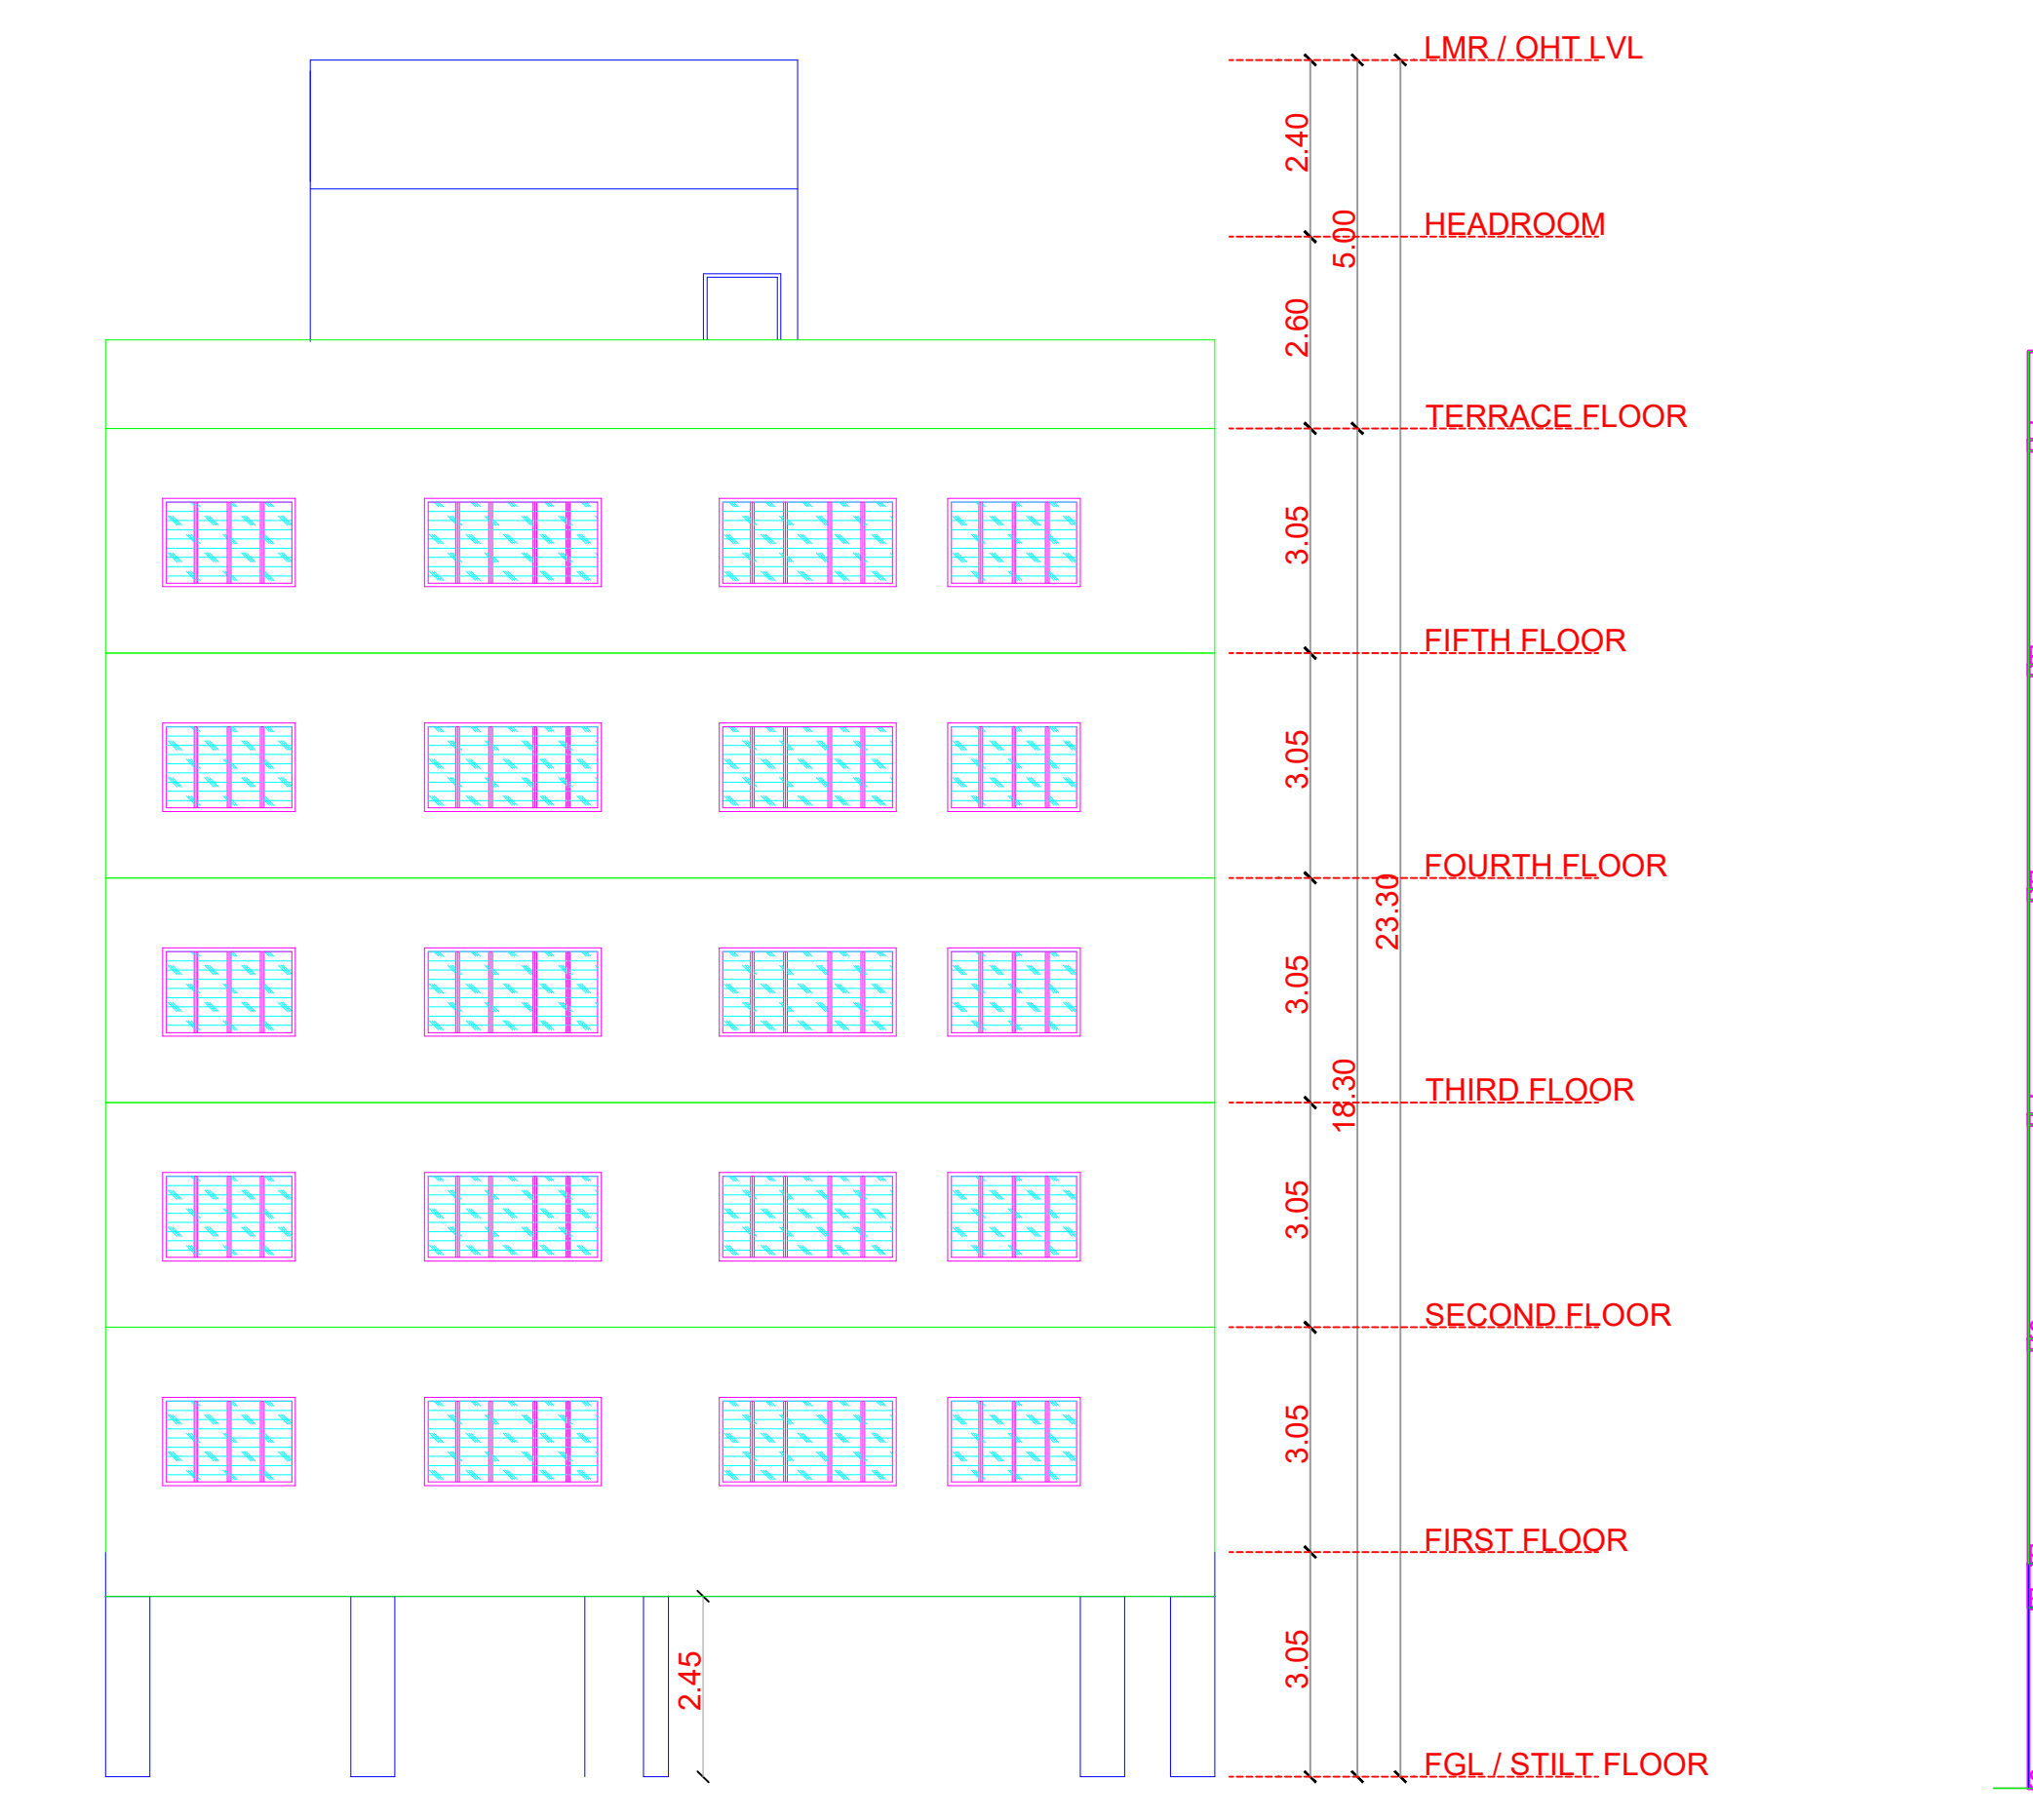 LMR / OHT LVL
2.40
HEADROOM
5.00
2.60
TERRACE FLOOR
3.05
FIFTH FLOOR
3.05
FOURTH FLOOR
23.30
3.05
THIRD FLOOR
18.30
3.05
SECOND FLOOR
3.05
FIRST FLOOR
3.05
2.45
FGL / STILT FLOOR